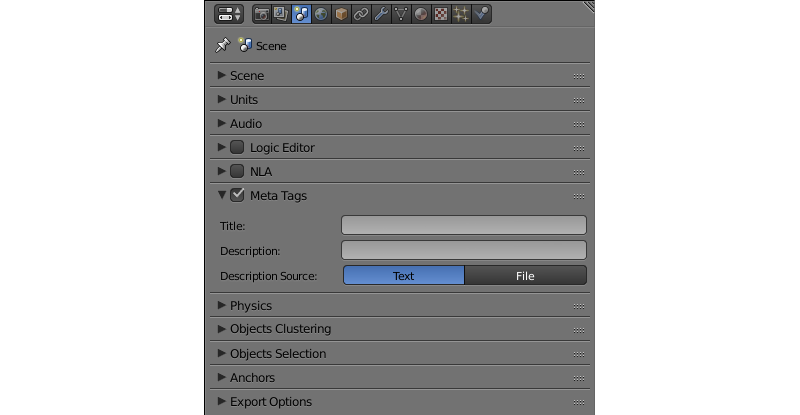 Scene
Scene
Units
Audio
Logic Editor
NLA
Meta Tags
Title:
Description:
Description Source: Text File
Physics
Objects Clustering
Objects Selection
Anchors
Export Options